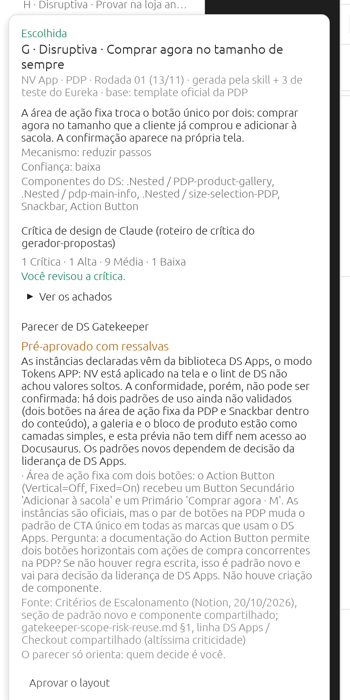 H · Disruptiva · Provar na loja an…
Escolhida
G · Disruptiva · Comprar agora no tamanho de
sempre
NV App · PDP · Rodada 01 (13/11) · gerada pela skill + 3 de
teste do Eureka · base: template oficial da PDP
A área de ação fixa troca o botão único por dois: comprar
agora no tamanho que a cliente já comprou e adicionar à
sacola. A confirmação aparece na própria tela.
Mecanismo: reduzir passos
Confiança: baixa
Componentes do DS: .Nested / PDP-product-gallery,
.Nested / pdp-main-info, .Nested / size-selection-PDP,
Snackbar, Action Button
Crítica de design de Claude (roteiro de crítica do
gerador-propostas)
1 Crítica · 1 Alta · 9 Média · 1 Baixa
Você revisou a crítica.
▶ Ver os achados
Parecer de DS Gatekeeper
Pré-aprovado com ressalvas
As instâncias declaradas vêm da biblioteca DS Apps, o modo
Tokens APP: NV está aplicado na tela e o lint de DS não
achou valores soltos. A conformidade, porém, não pode ser
confirmada: há dois padrões de uso ainda não validados
(dois botões na área de ação fixa da PDP e Snackbar dentro
do conteúdo), a galeria e o bloco de produto estão como
camadas simples, e esta prévia não tem diff nem acesso ao
Docusaurus. Os padrões novos dependem de decisão da
liderança de DS Apps.
· Área de ação fixa com dois botões: o Action Button
(Vertical=Off, Fixed=On) recebeu um Button Secundário
'Adicionar à sacola' e um Primário 'Comprar agora · M'. As
instâncias são oficiais, mas o par de botões na PDP muda o
padrão de CTA único em todas as marcas que usam o DS
Apps. Pergunta: a documentação do Action Button permite
dois botões horizontais com ações de compra concorrentes
na PDP? Se não houver regra escrita, isso é padrão novo e
vai para decisão da liderança de DS Apps. Não houve criação
de componente.
Fonte: Critérios de Escalonamento (Notion, 20/10/2026),
seção de padrão novo e componente compartilhado;
gatekeeper-scope-risk-reuse.md §1, linha DS Apps /
Checkout compartilhado (altíssima criticidade)
O parecer só orienta: quem decide é você.
Aprovar o layout